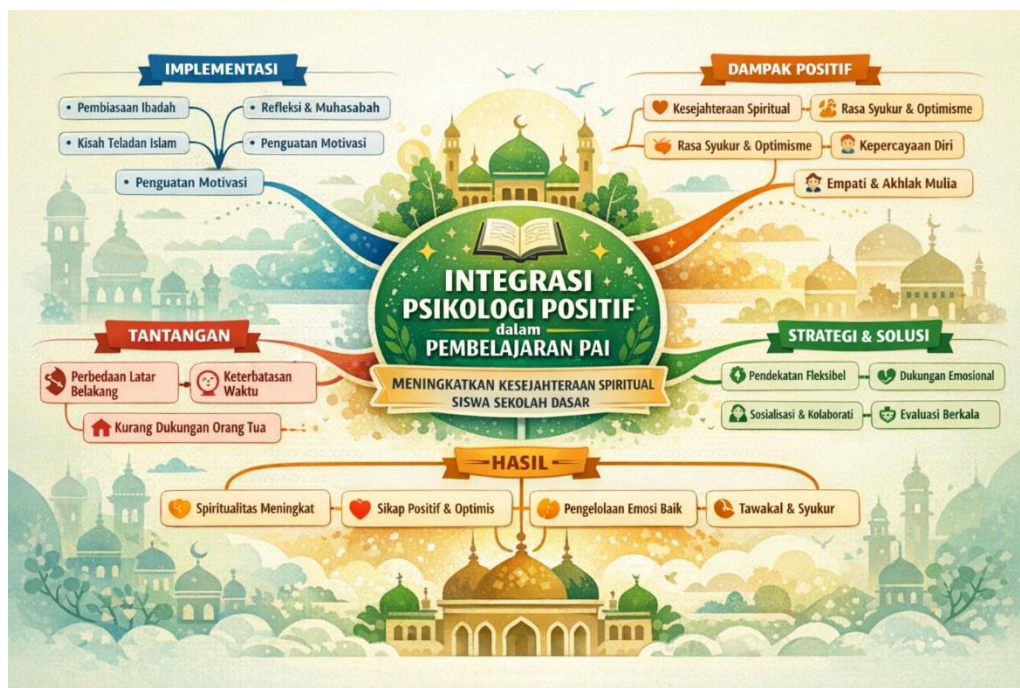 IMPLEMENTASI
• Pembiasaan Ibadah
• Refleksi & Muhasabah
• Kisah Teladan Islam
• Penguatan Motivasi
• Penguatan Motivasi
DAMPAK POSITIF
Kesejahteraan Spiritual
Rasa Syukur & Optimisme
Rasa Syukur & Optimisme
Kepercayaan Diri
Empati & Akhlak Mulia
INTEGRASI
PSIKOLOGI POSITIF
dalam
PEMBELAJARAN PAI
MENINGKATKAN KESEJAHTERAAN SPIRITUAL
SISWA SEKOLAH DASAR
TANTANGAN
Perbedaan Latar
Belakang
Keterbatasan
Waktu
Kurang Dukungan Orang Tua
STRATEGI & SOLUSI
Pendekatan Fleksibel
Dukungan Emosional
Sosialisasi & Kolaborati
Evaluasi Berkala
HASIL
Spiritualitas Meningkat
Sikap Positif & Optimis
Pengelolaan Emosi Baik
Tawakal & Syukur